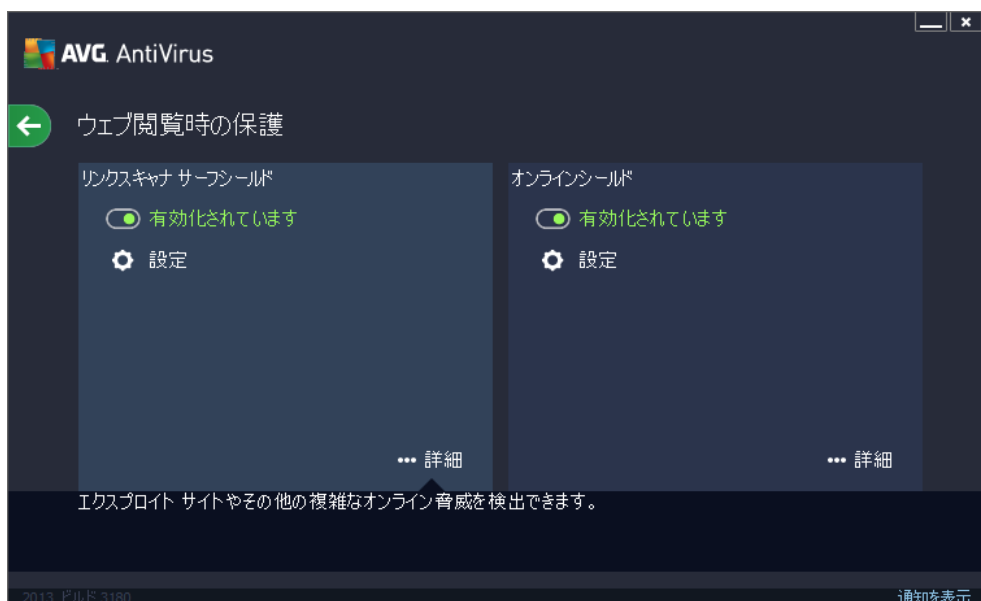 AVG. AntiVirus
ウェブ閲覧時の保護
リンクスキャナ サーフシールド
有効化されています
設定
••• 詳細
オンラインシールド
有効化されています
設定
••• 詳細
エクスプロイト サイトやその他の複雑なオンライン脅威を検出できます。
2013 ビルド 3180
通知を表示